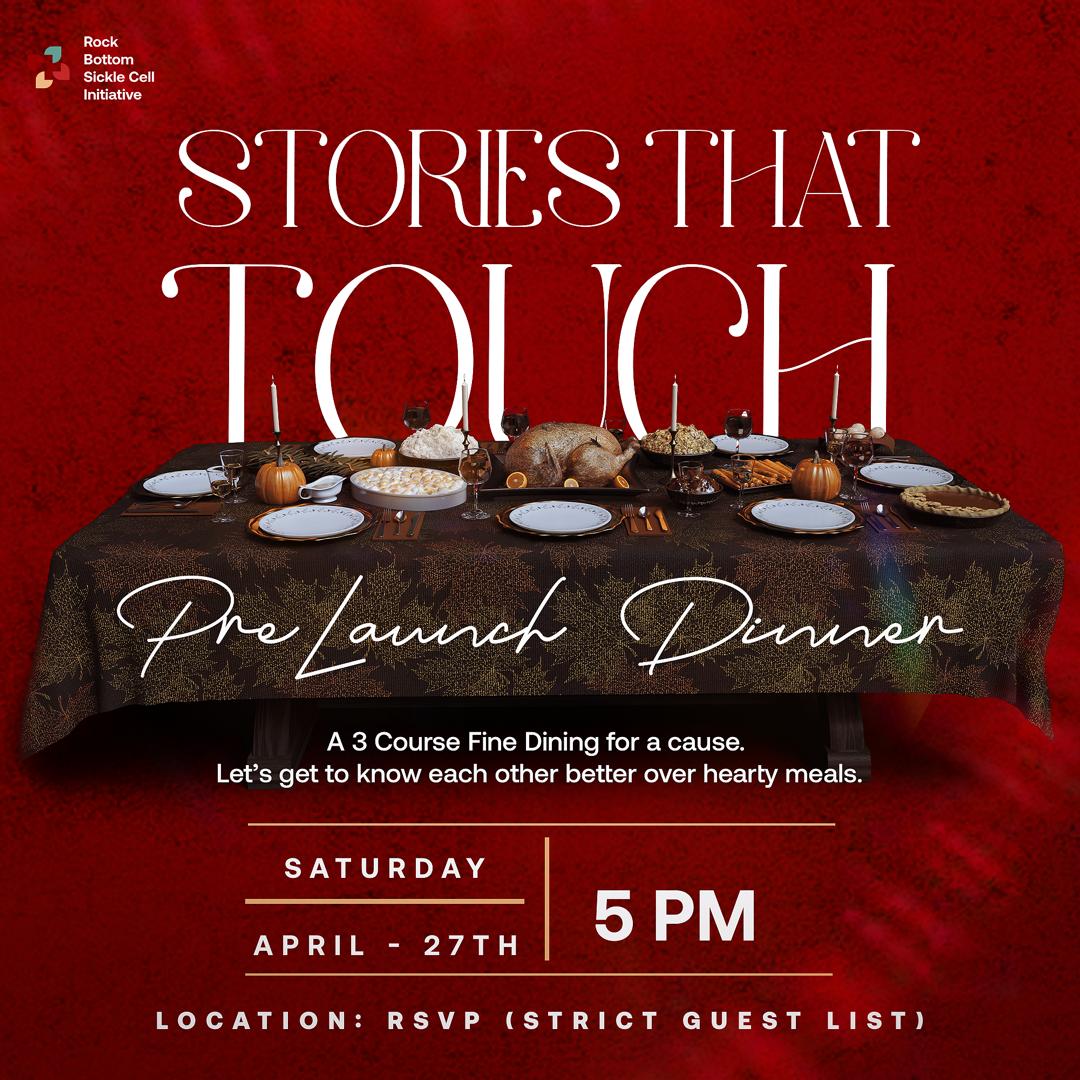 Rock
Bottom
Sickle Cell
Initiative
STORIES THAT
TOUCH
Pre Launch Dinner
A 3 Course Fine Dining for a cause.
Let's get to know each other better over hearty meals.
SATURDAY
APRIL - 27TH
5 PM
LOCATION: RSVP (STRICT GUEST LIST)